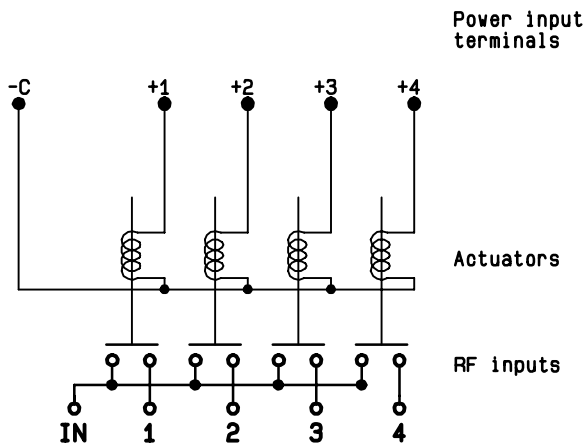 Power input
terminals
-C +1 +2 +3 +4
Actuators
RF inputs
IN 1 2 3 4